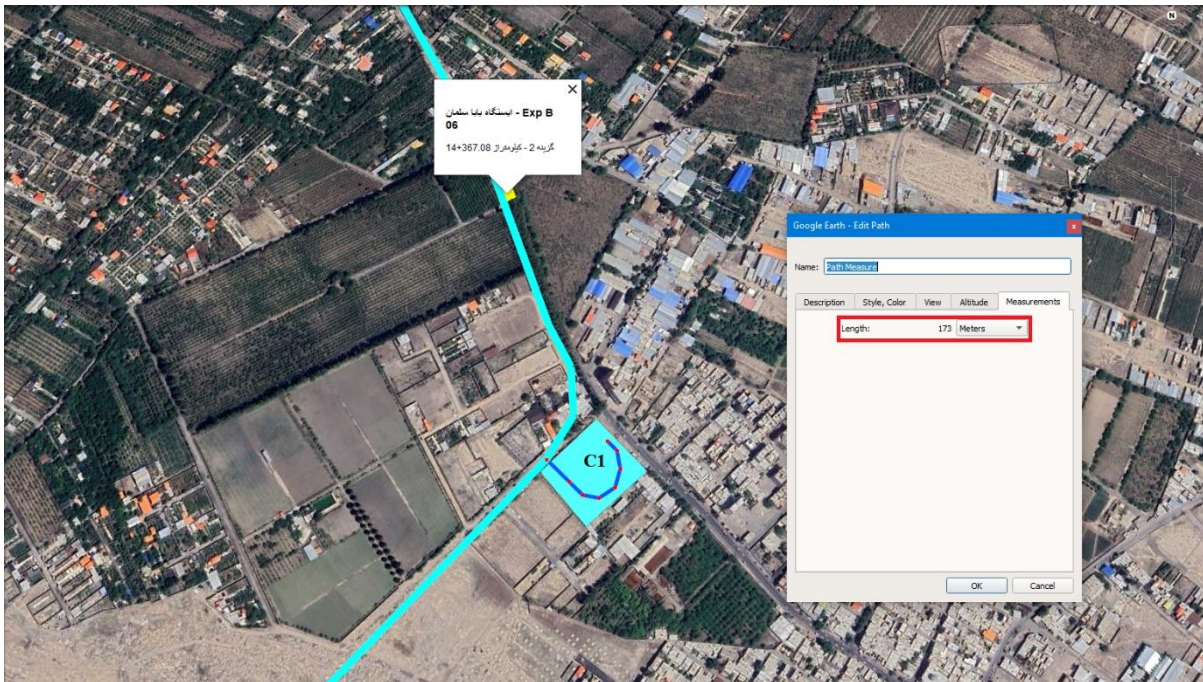 N
Exp B - ایستگاه بابا سلمان
06
گزینه 2 - کیلومتراژ 14+367.08
C1
Google Earth - Edit Path
x
Name: Path Measure
Description Style, Color View Altitude Measurements
Length: 173 Meters
OK Cancel